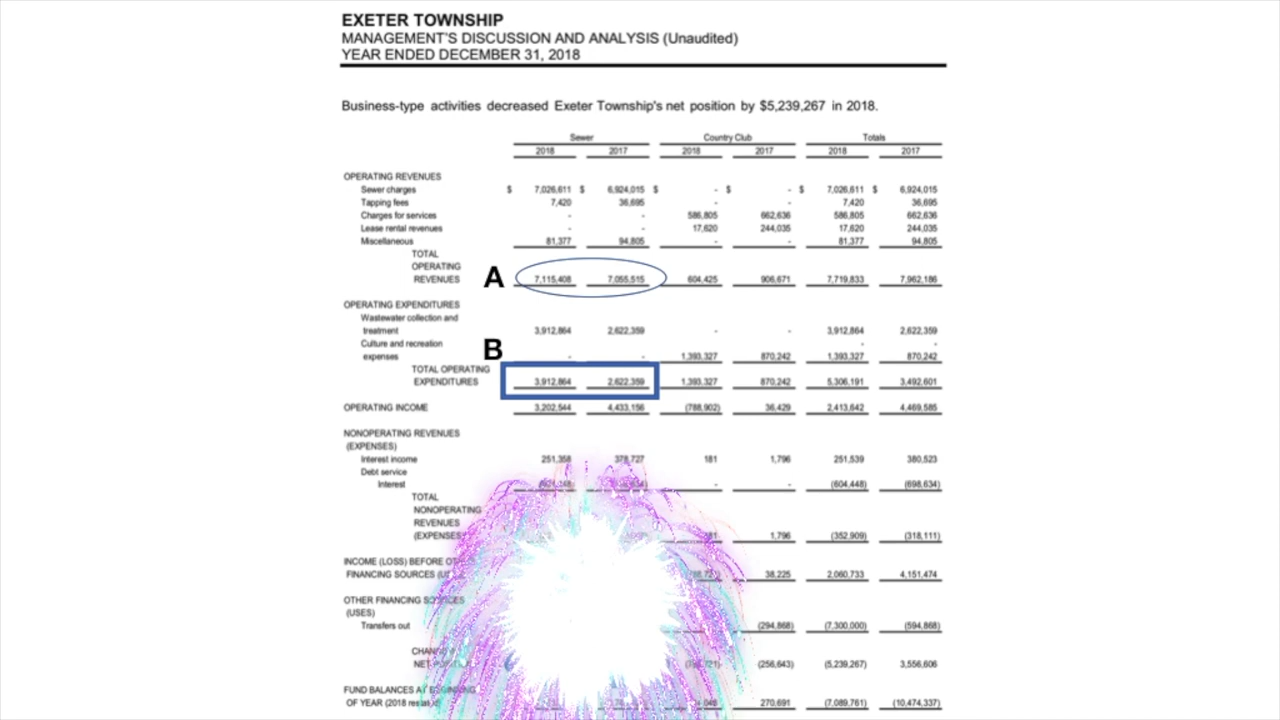 EXETER TOWNSHIP
MANAGEMENT'S DISCUSSION AND ANALYSIS (Unaudited)
YEAR ENDED DECEMBER 31, 2018
Business-type activities decreased Exeter Township's net position by $5,239,267 in 2018.
Sewer Country Club Totals
2018 2017 2018 2017 2018 2017
OPERATING REVENUES
Sewer charges $ 7,026,611 $ 6,924,015 $ - $ - $ 7,026,611 $ 6,924,015
Tapping fees 7,420 36,695 - - 7,420 36,695
Charges for services - - 586,805 662,636 586,805 662,636
Lease rental revenues - - 17,620 244,035 17,620 244,035
Miscellaneous 81,377 94,805 - - 81,377 94,805
TOTAL
OPERATING
A REVENUES 7,115,408 7,055,515 604,425 906,671 7,719,833 7,962,186
OPERATING EXPENDITURES
Wastewater collection and
treatment 3,912,864 2,622,359 - - 3,912,864 2,622,359
Culture and recreation - -
B expenses - - 1,393,327 870,242 1,393,327 870,242
TOTAL OPERATING
EXPENDITURES 3,912,864 2,622,359 1,393,327 870,242 5,306,191 3,492,601
OPERATING INCOME 3,202,544 4,433,156 (788,902) 36,429 2,413,642 4,469,585
NONOPERATING REVENUES
(EXPENSES)
Interest income 251,358 378,727 181 1,796 251,539 380,523
Debt service
Interest - - (604,448) (698,634)
TOTAL
NONOPERATING
REVENUES
(EXPENSES 1,796 (352,909) (318,111)
INCOME (LOSS) BEFORE
FINANCING SOURCES 38,225 2,060,733 4,151,474
OTHER FINANCING
(USES)
Transfers out (294,868) (7,300,000) (594,868)
NET (256,643) (5,239,267) 3,556,606
FUND BALANCES AT
OF YEAR (2018 270,691 (7,089,761) (10,474,337)